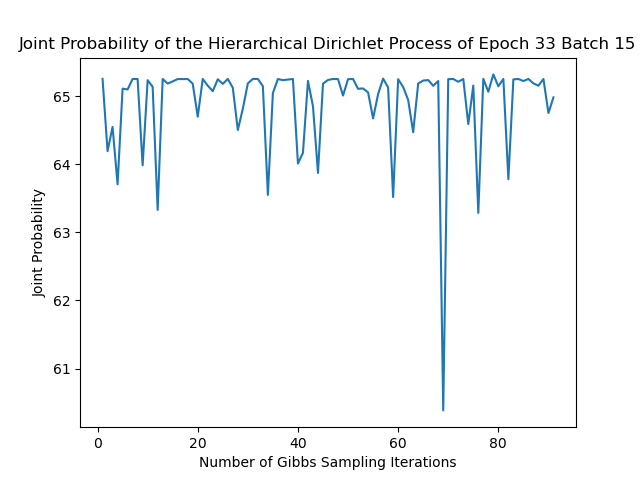 Joint Probability of the Hierarchical Dirichlet Process of Epoch 33 Batch 15
Joint Probability
65
64
63
62
61
0 20 40 60 80
Number of Gibbs Sampling Iterations